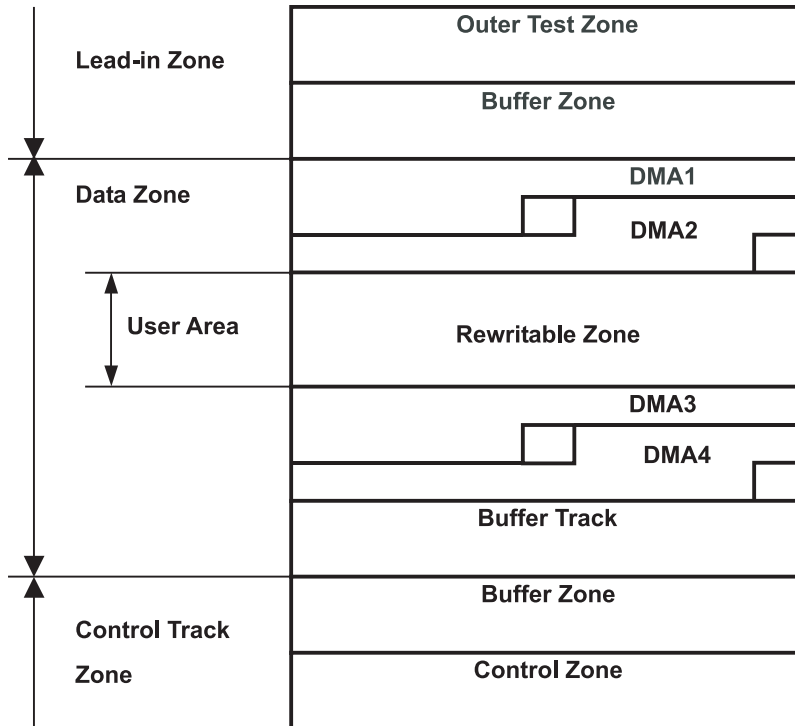 Outer Test Zone
Lead-in Zone
Buffer Zone
DMA1
Data Zone
DMA2
User Area
Rewritable Zone
DMA3
DMA4
Buffer Track
Buffer Zone
Control Track
Zone
Control Zone